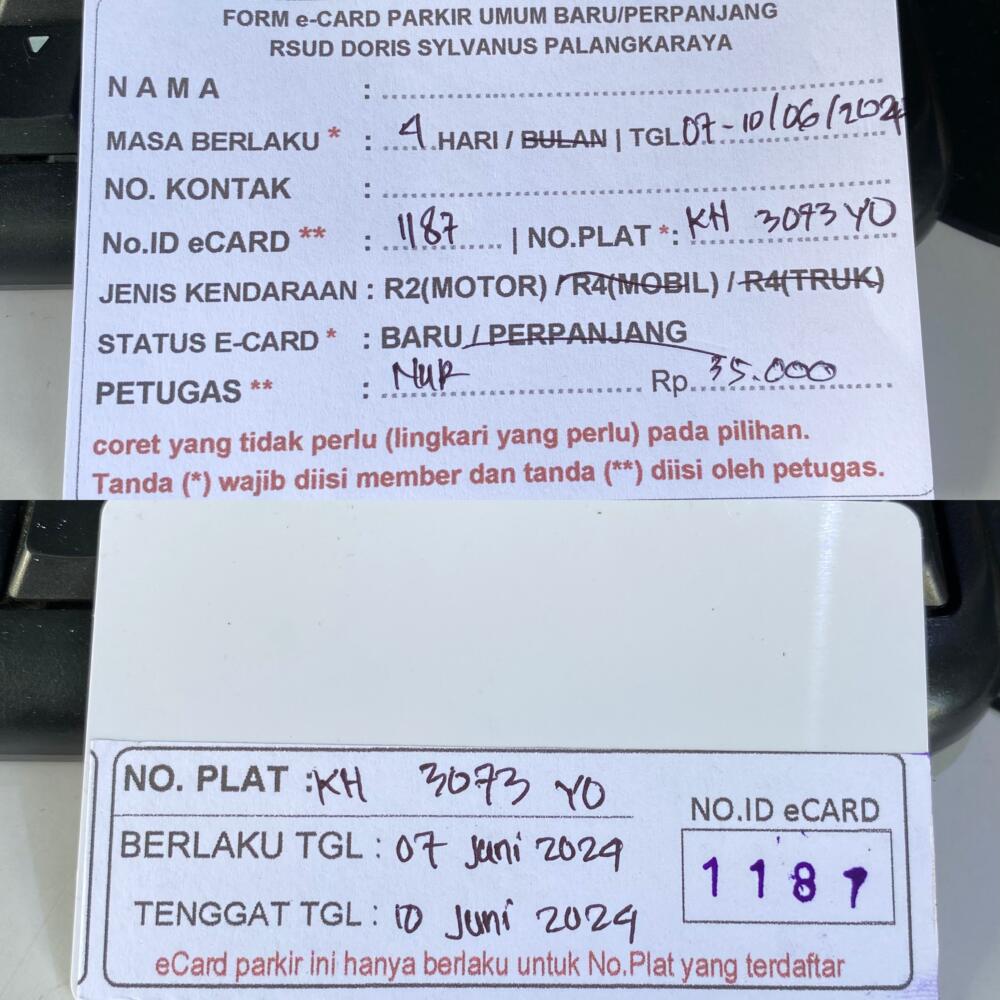 FORM e-CARD PARKIR UMUM BARU/PERPANJANG
RSUD DORIS SYLVANUS PALANGKARAYA
N A M A :
MASA BERLAKU * : 4 HARI / BULAN | TGL 07-10/06/2024
NO. KONTAK :
No.ID eCARD ** : 1187 | NO.PLAT *: KH 3073 YO
JENIS KENDARAAN : R2(MOTOR) / R4(MOBIL) / R4(TRUK)
STATUS E-CARD * : BARU / PERPANJANG
PETUGAS ** : NUR Rp. 35.000
coret yang tidak perlu (lingkari yang perlu) pada pilihan.
Tanda (*) wajib diisi member dan tanda (**) diisi oleh petugas.
NO. PLAT : KH 3073 YO
BERLAKU TGL : 07 Juni 2024
TENGGAT TGL : 10 Juni 2024
NO.ID eCARD
1187
eCard parkir ini hanya berlaku untuk No.Plat yang terdaftar